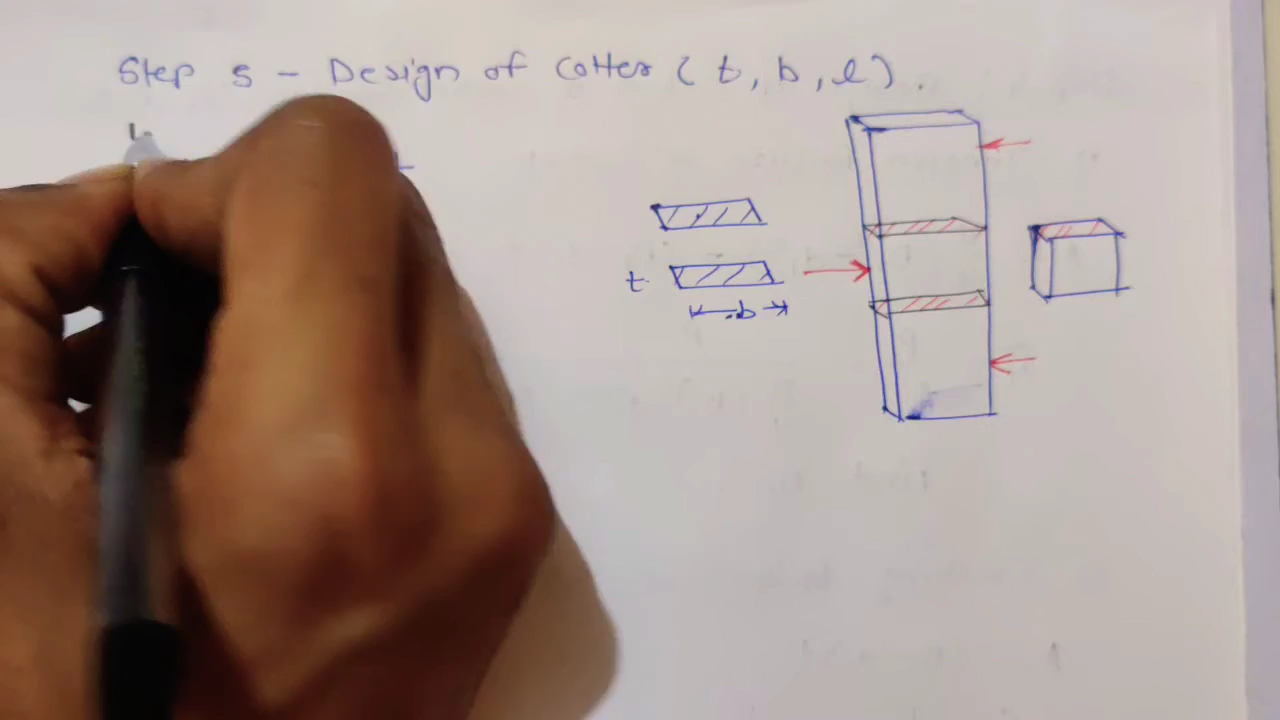 Step 5 - Design of Cotter ( t, b, l ).
t
b